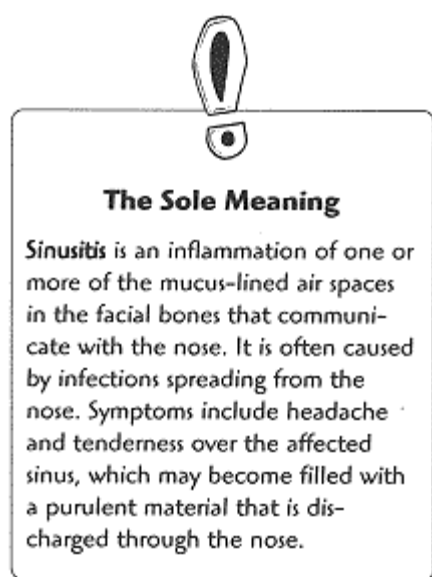 The Sole Meaning
Sinusitis is an inflammation of one or
more of the mucus-lined air spaces
in the facial bones that communi-
cate with the nose. It is often caused
by infections spreading from the
nose. Symptoms include headache
and tenderness over the affected
sinus, which may become filled with
a purulent material that is dis-
charged through the nose.